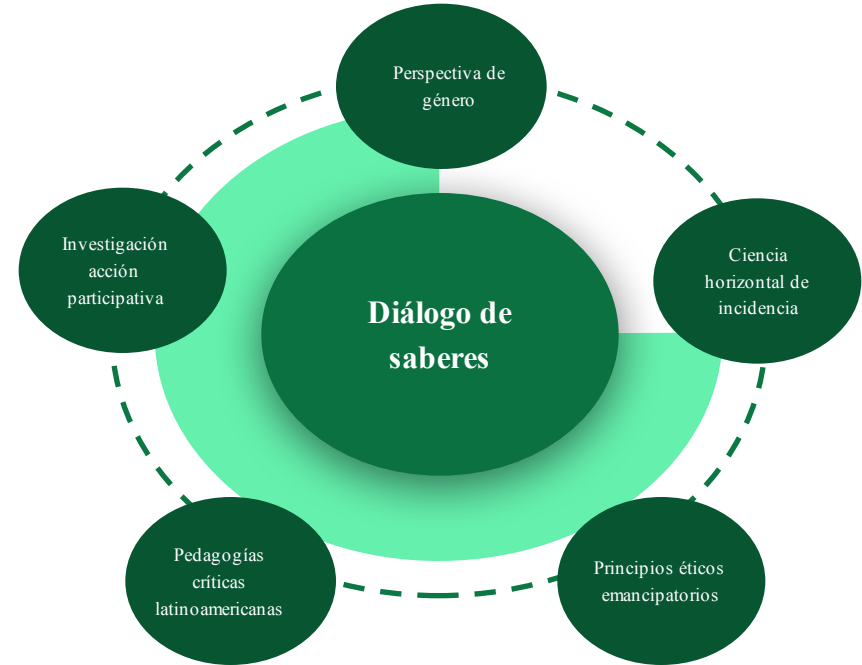 Perspectiva de
género
Investigación
acción
participativa
Ciencia
horizontal de
incidencia
Diálogo de
saberes
Pedagogías
críticas
latinoamericanas
Principios éticos
emancipatorios